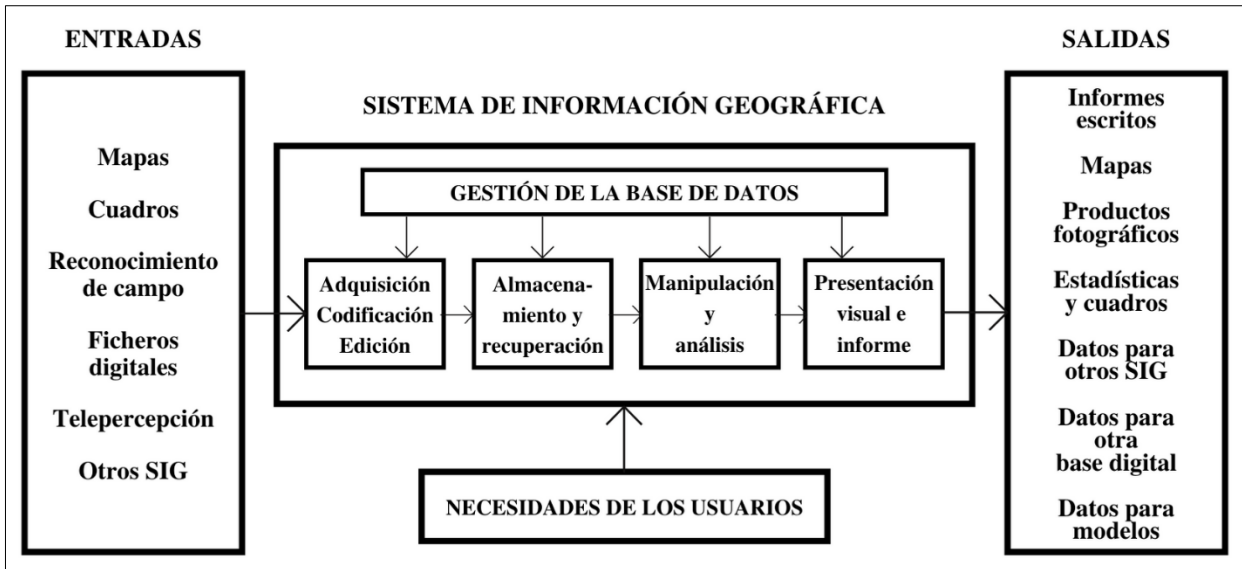 ENTRADAS
Mapas
Cuadros
Reconocimiento
de campo
Ficheros
digitales
Telepercepción
Otros SIG
SISTEMA DE INFORMACIÓN GEOGRÁFICA
GESTIÓN DE LA BASE DE DATOS
Adquisición
Codificación
Edición
Almacena-
miento y
recuperación
Manipulación
y
análisis
Presentación
visual e
informe
NECESIDADES DE LOS USUARIOS
SALIDAS
Informes
escritos
Mapas
Productos
fotográficos
Estadísticas
y cuadros
Datos para
otros SIG
Datos para
otra
base digital
Datos para
modelos